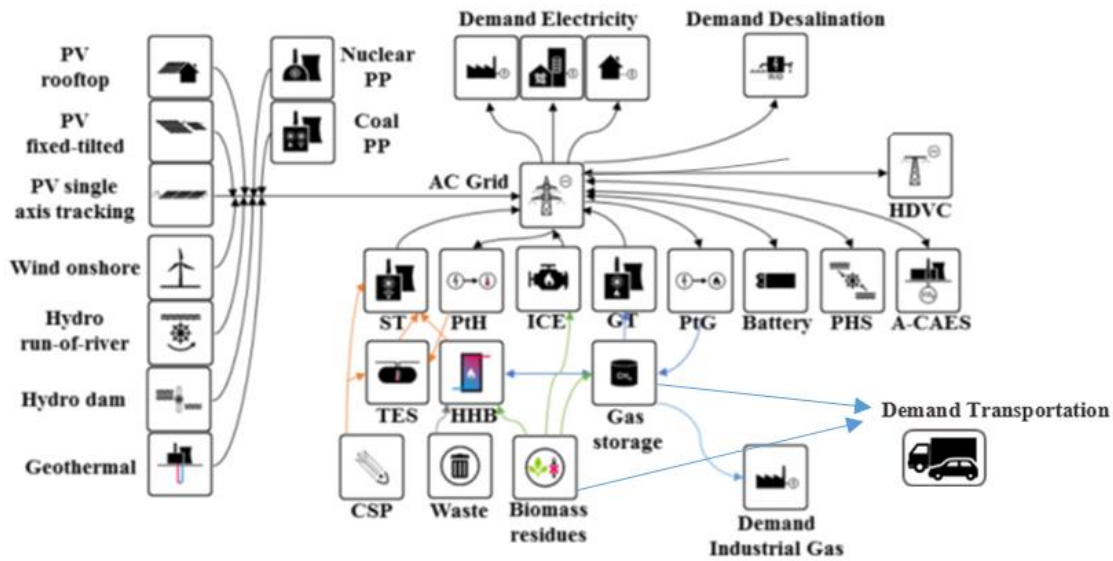 Demand Electricity
Demand Desalination
PV
rooftop
Nuclear
PP
PV
fixed-tilted
Coal
PP
PV single
axis tracking
AC Grid
HDVC
Wind onshore
Hydro
run-of-river
ST
PtH
ICE
GT
PtG
Battery
PHS
A-CAES
Hydro dam
TES
HHB
CH4
Gas
storage
Demand Transportation
Geothermal
CSP
Waste
Biomass
residues
Demand
Industrial Gas